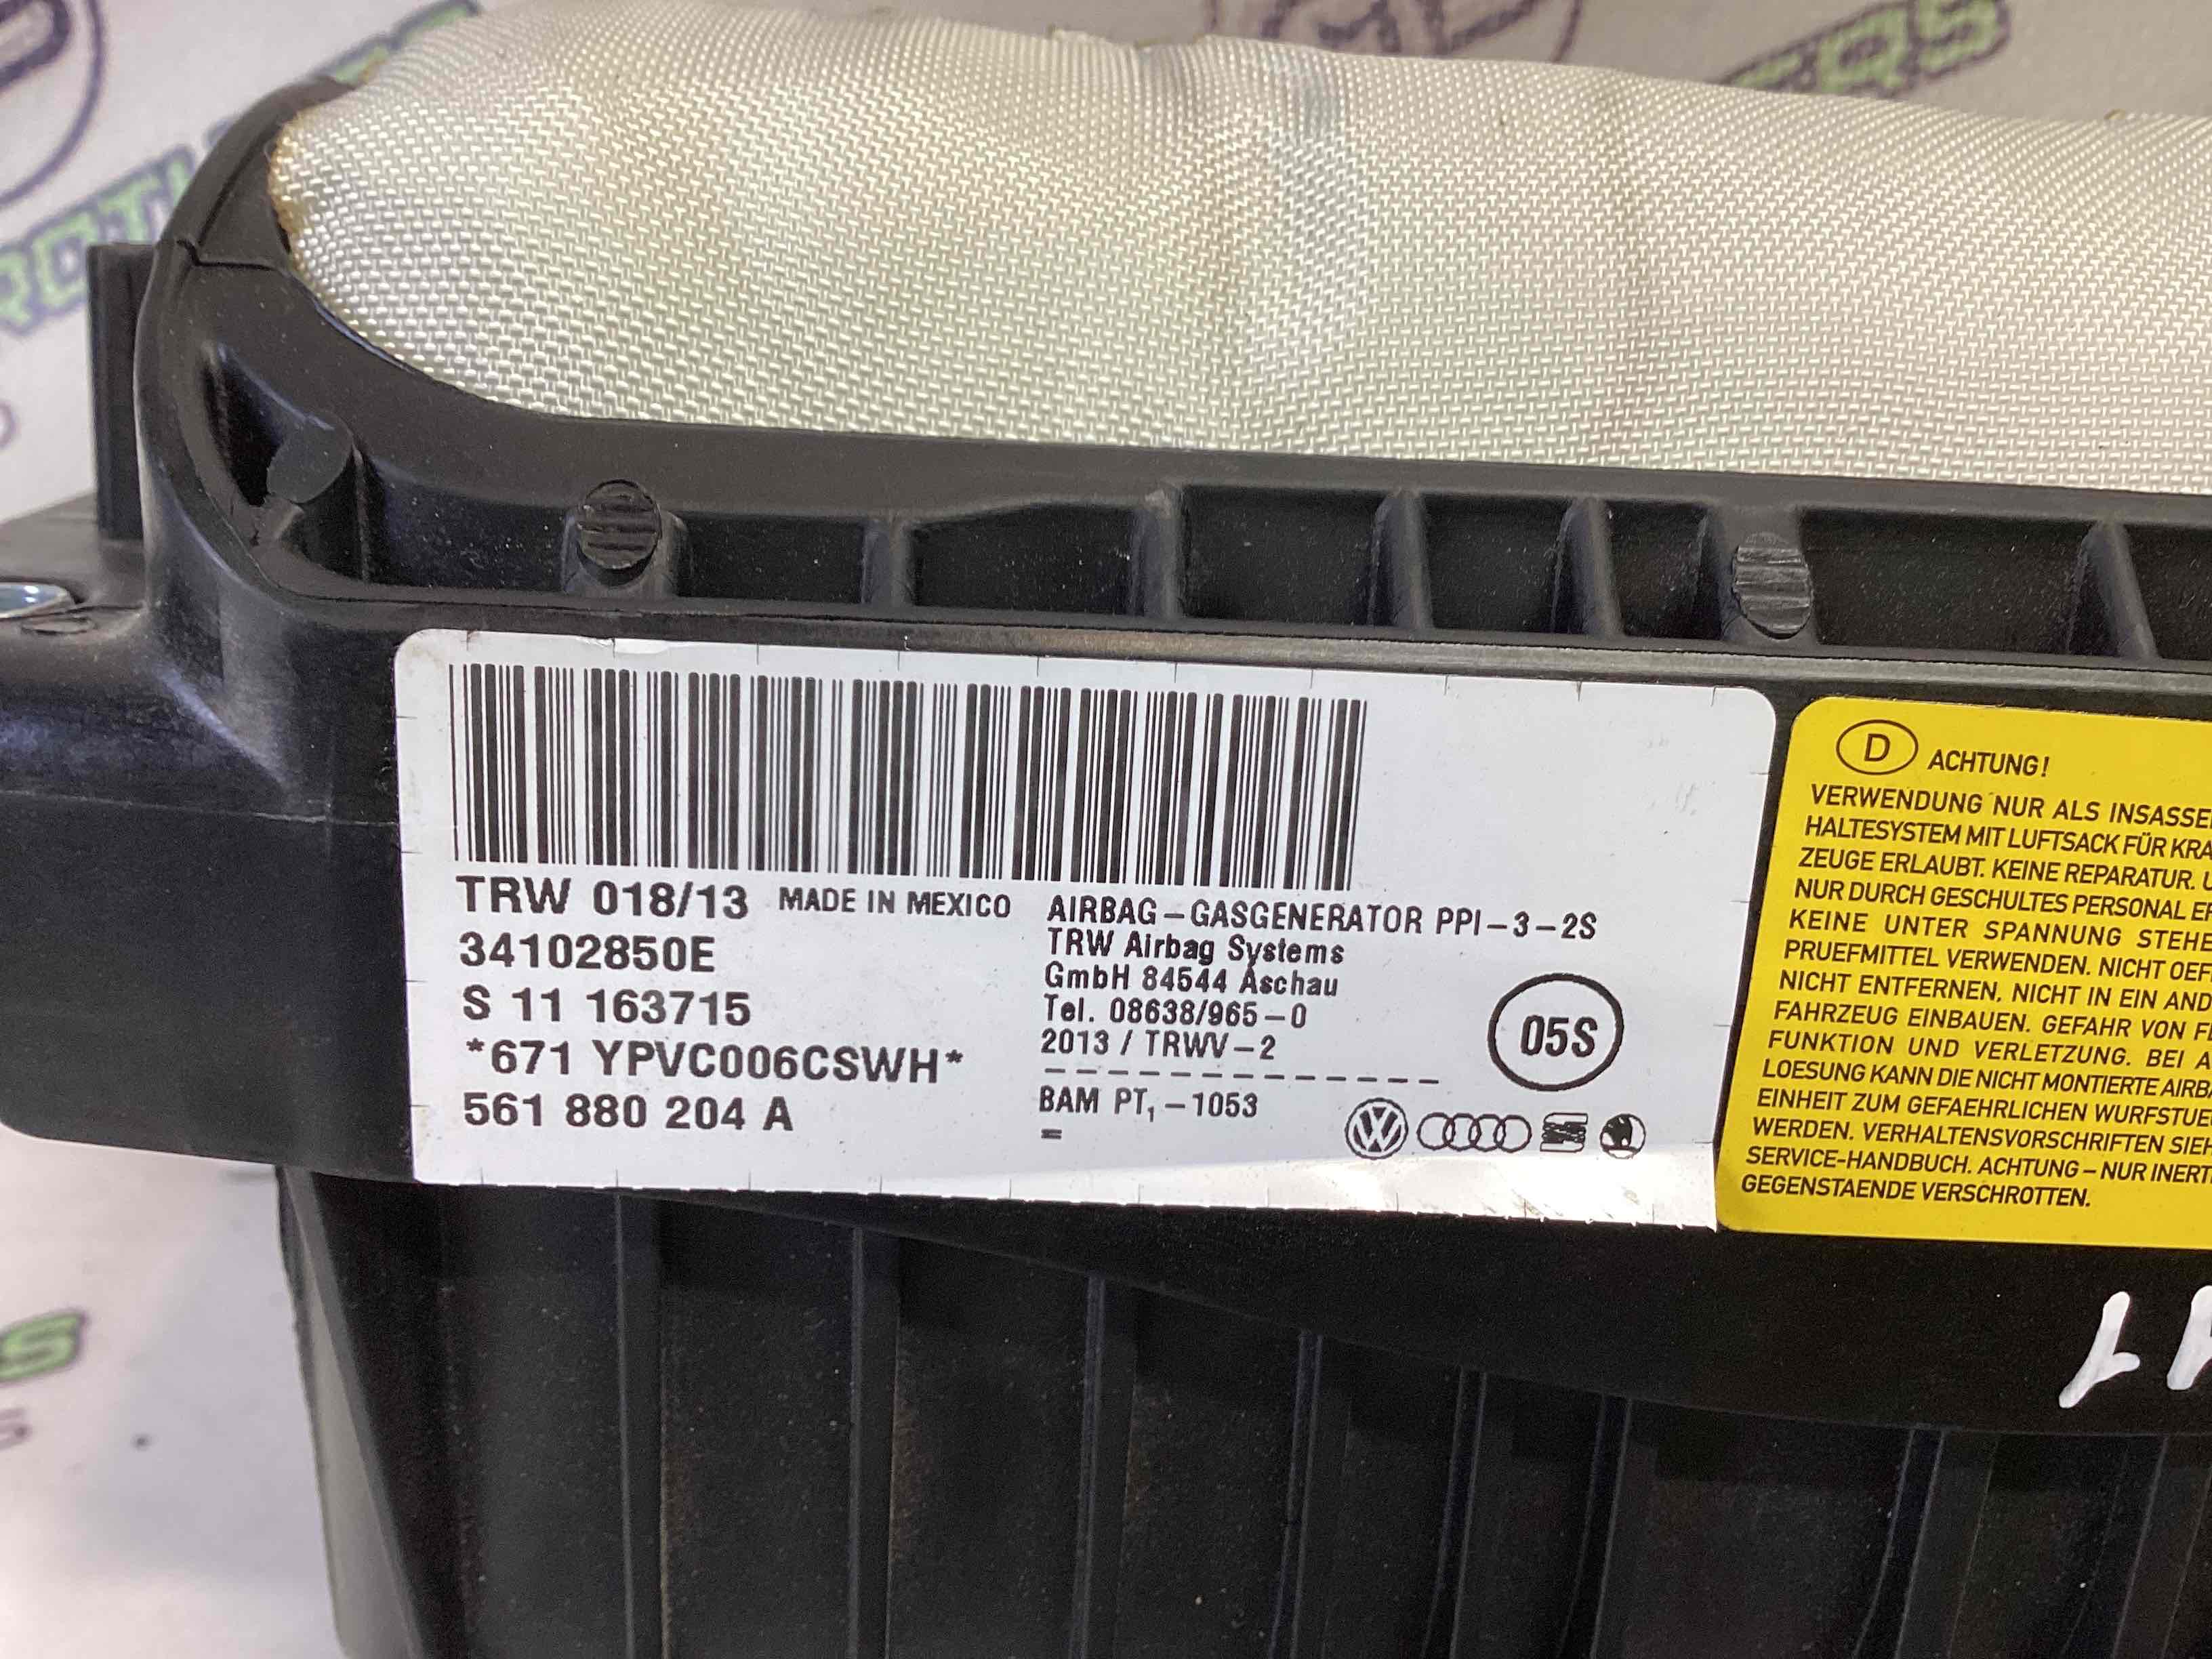 TRW 018/13 MADE IN MEXICO
34102850E
S 11 163715
*671 YPVC006CSWH*
561 880 204 A
AIRBAG-GASGENERATOR PPI-3-2S
TRW Airbag Systems
GmbH 84544 Aschau
Tel. 08638/965-0
2013 / TRWV-2
BAM PT₁-1053
=
05S
D ACHTUNG!
VERWENDUNG NUR ALS INSASSE
HALTESYSTEM MIT LUFTSACK FÜR KRA
ZEUGE ERLAUBT. KEINE REPARATUR. U
NUR DURCH GESCHULTES PERSONAL ER
KEINE UNTER SPANNUNG STEHE
PRUEFMITTEL VERWENDEN. NICHT OEF
NICHT ENTFERNEN, NICHT IN EIN AND
FAHRZEUG EINBAUEN. GEFAHR VON F
FUNKTION UND VERLETZUNG. BEI A
LOESUNG KANN DIE NICHT MONTIERTE AIRB
EINHEIT ZUM GEFAEHRLICHEN WURFSTUE
WERDEN. VERHALTENSVORSCHRIFTEN SIEH
SERVICE-HANDBUCH. ACHTUNG - NUR INERT
GEGENSTAENDE VERSCHROTTEN.